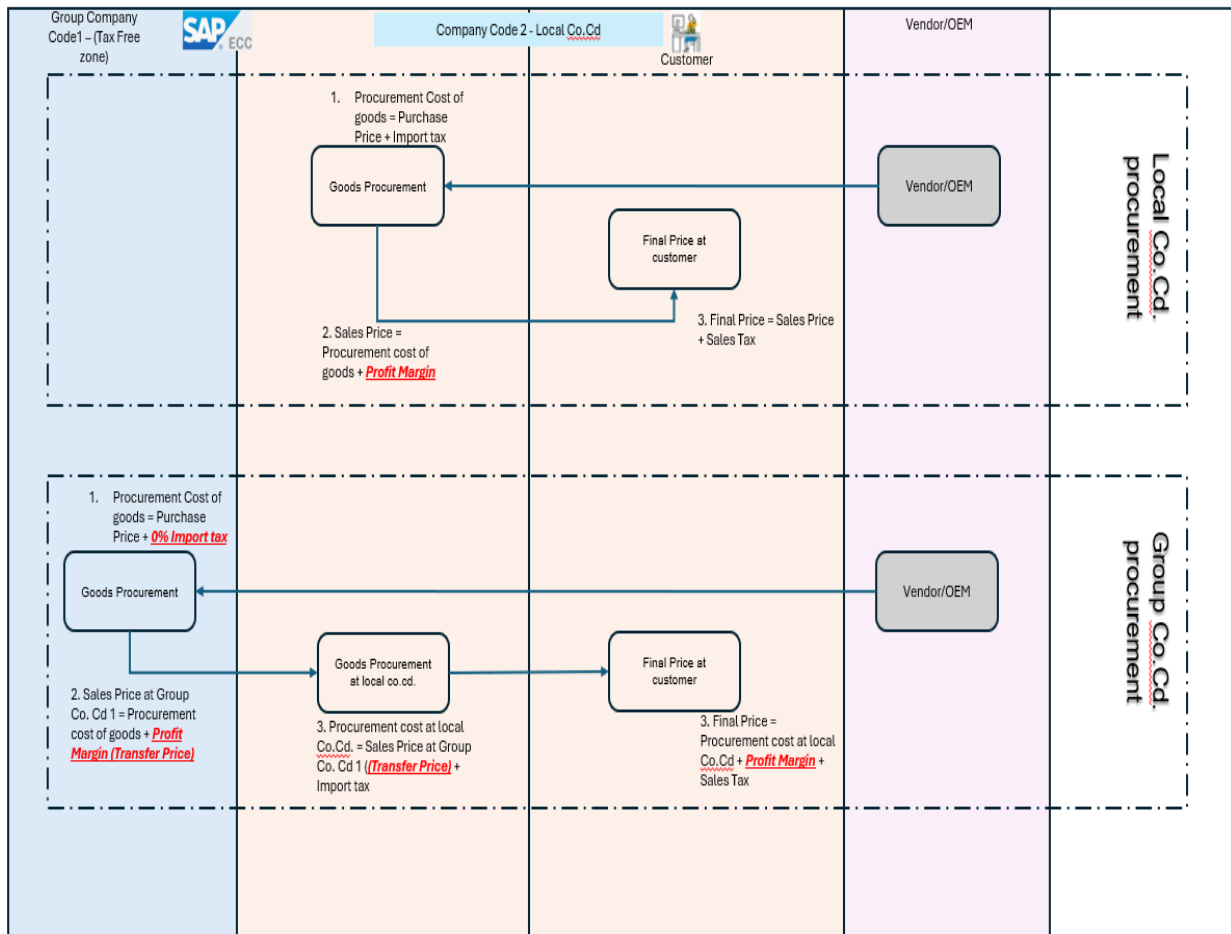 Group Company
Code1 – (Tax Free
zone)
SAP ® ECC
Company Code 2 - Local Co.Cd
Customer
Vendor/OEM
1. Procurement Cost of
goods = Purchase
Price + Import tax
Goods Procurement
Vendor/OEM
Final Price at
customer
2. Sales Price =
Procurement cost of
goods + Profit Margin
3. Final Price = Sales Price
+ Sales Tax
Local Co.Cd.
procurement
1. Procurement Cost of
goods = Purchase
Price + 0% Import tax
Goods Procurement
Vendor/OEM
Goods Procurement
at local co.cd.
Final Price at
customer
2. Sales Price at Group
Co. Cd 1 = Procurement
cost of goods + Profit
Margin (Transfer Price)
3. Procurement cost at local
Co.Cd. = Sales Price at Group
Co. Cd 1 ((Transfer Price) +
Import tax
3. Final Price =
Procurement cost at local
Co.Cd + Profit Margin +
Sales Tax
Group Co.Cd.
procurement